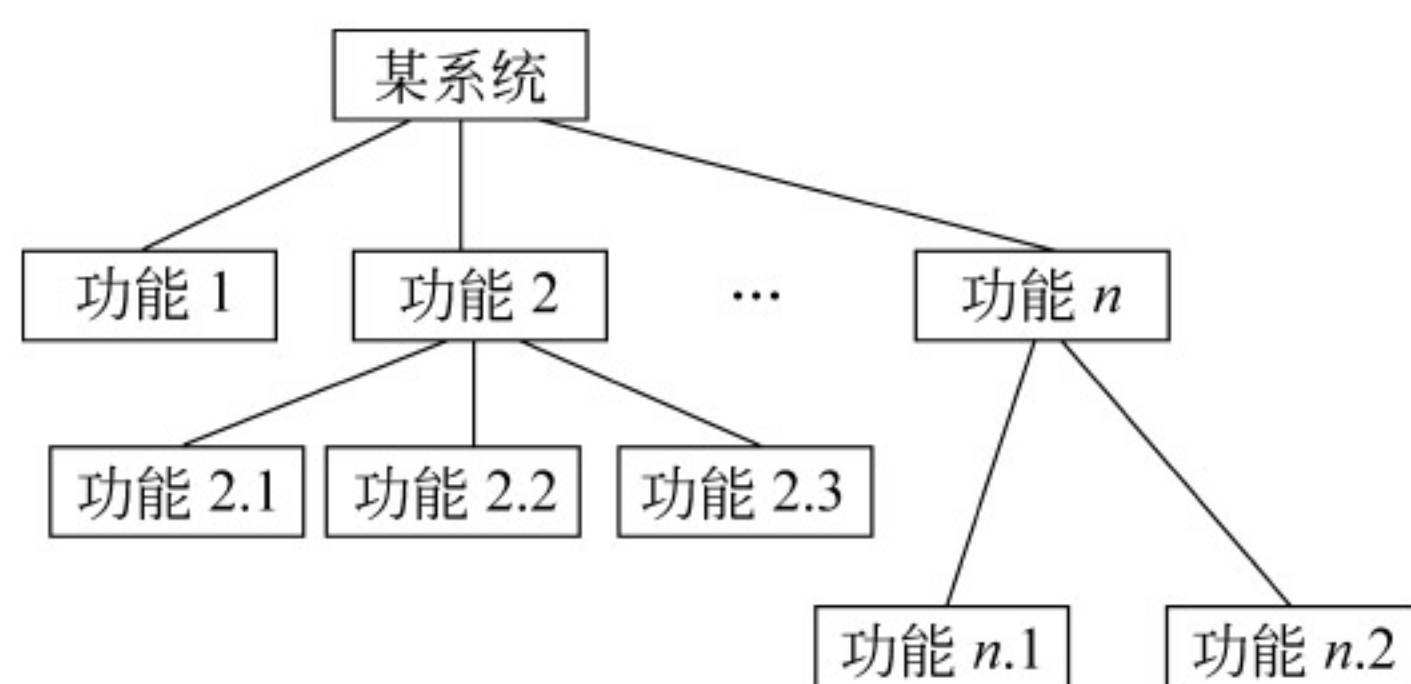 某系统
功能 1
功能 2
...
功能 n
功能 2.1
功能 2.2
功能 2.3
功能 n.1
功能 n.2